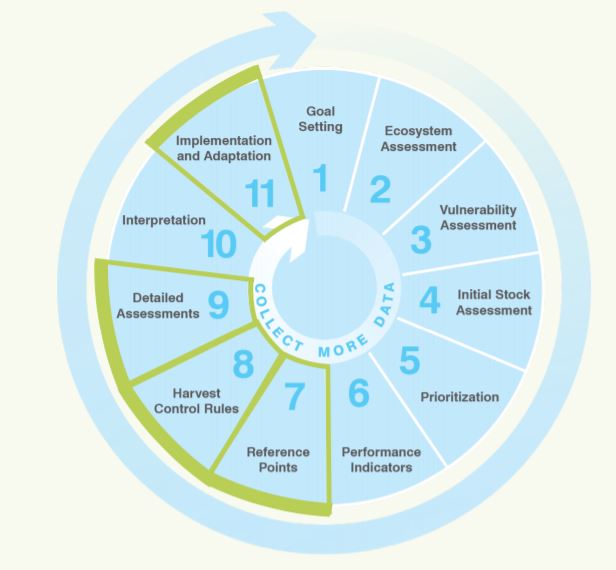 Goal
Setting
1
Ecosystem
Assessment
2
Vulnerability
Assessment
3
Initial Stock
Assessment
4
Prioritization
5
Performance
Indicators
6
Reference
Points
7
Harvest
Control Rules
8
Detailed
Assessments
9
Interpretation
10
Implementation
and Adaptation
11
COLLECT MORE DATA